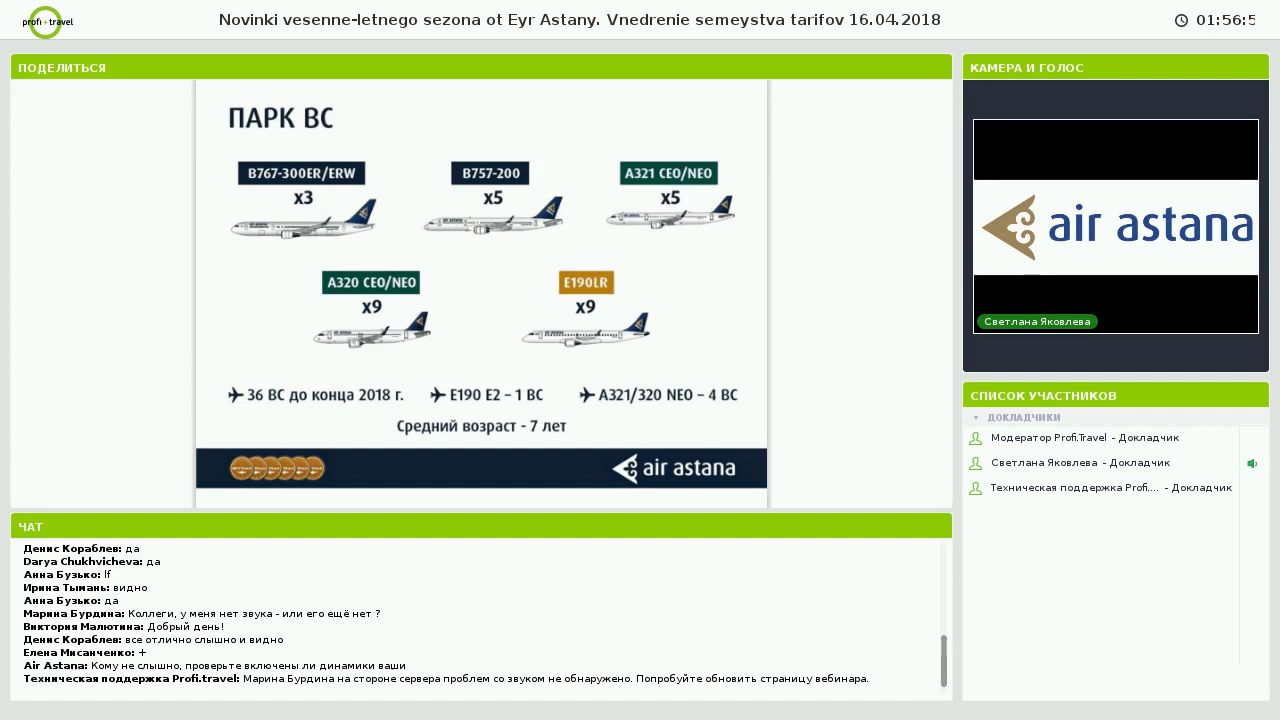 profi + travel
Novinki vesenne-letnego sezona ot Eyr Astany. Vnedrenie semeystva tarifov 16.04.2018
01:56:5
ПОДЕЛИТЬСЯ
ПАРК ВС
B767-300ER/ERW
x3
B757-200
x5
A321 CEO/NEO
x5
A320 CEO/NEO
x9
E190LR
x9
36 ВС до конца 2018 г.
E190 E2 – 1 ВС
A321/320 NEO – 4 ВС
Средний возраст - 7 лет
air astana
КАМЕРА И ГОЛОС
air astana
Светлана Яковлева
СПИСОК УЧАСТНИКОВ
ДОКЛАДЧИКИ
Модератор Profi.Travel - Докладчик
Светлана Яковлева - Докладчик
Техническая поддержка Profi.... - Докладчик
ЧАТ
Денис Кораблев: да
Darya Chukhvicheva: да
Анна Бузько: lf
Ирина Тымань: видно
Анна Бузько: да
Марина Бурдина: Коллеги, у меня нет звука - или его ещё нет ?
Виктория Малютина: Добрый день!
Денис Кораблев: все отлично слышно и видно
Елена Мисанченко: +
Air Astana: Кому не слышно, проверьте включены ли динамики ваши
Техническая поддержка Profi.travel: Марина Бурдина на стороне сервера проблем со звуком не обнаружено. Попробуйте обновить страницу вебинара.